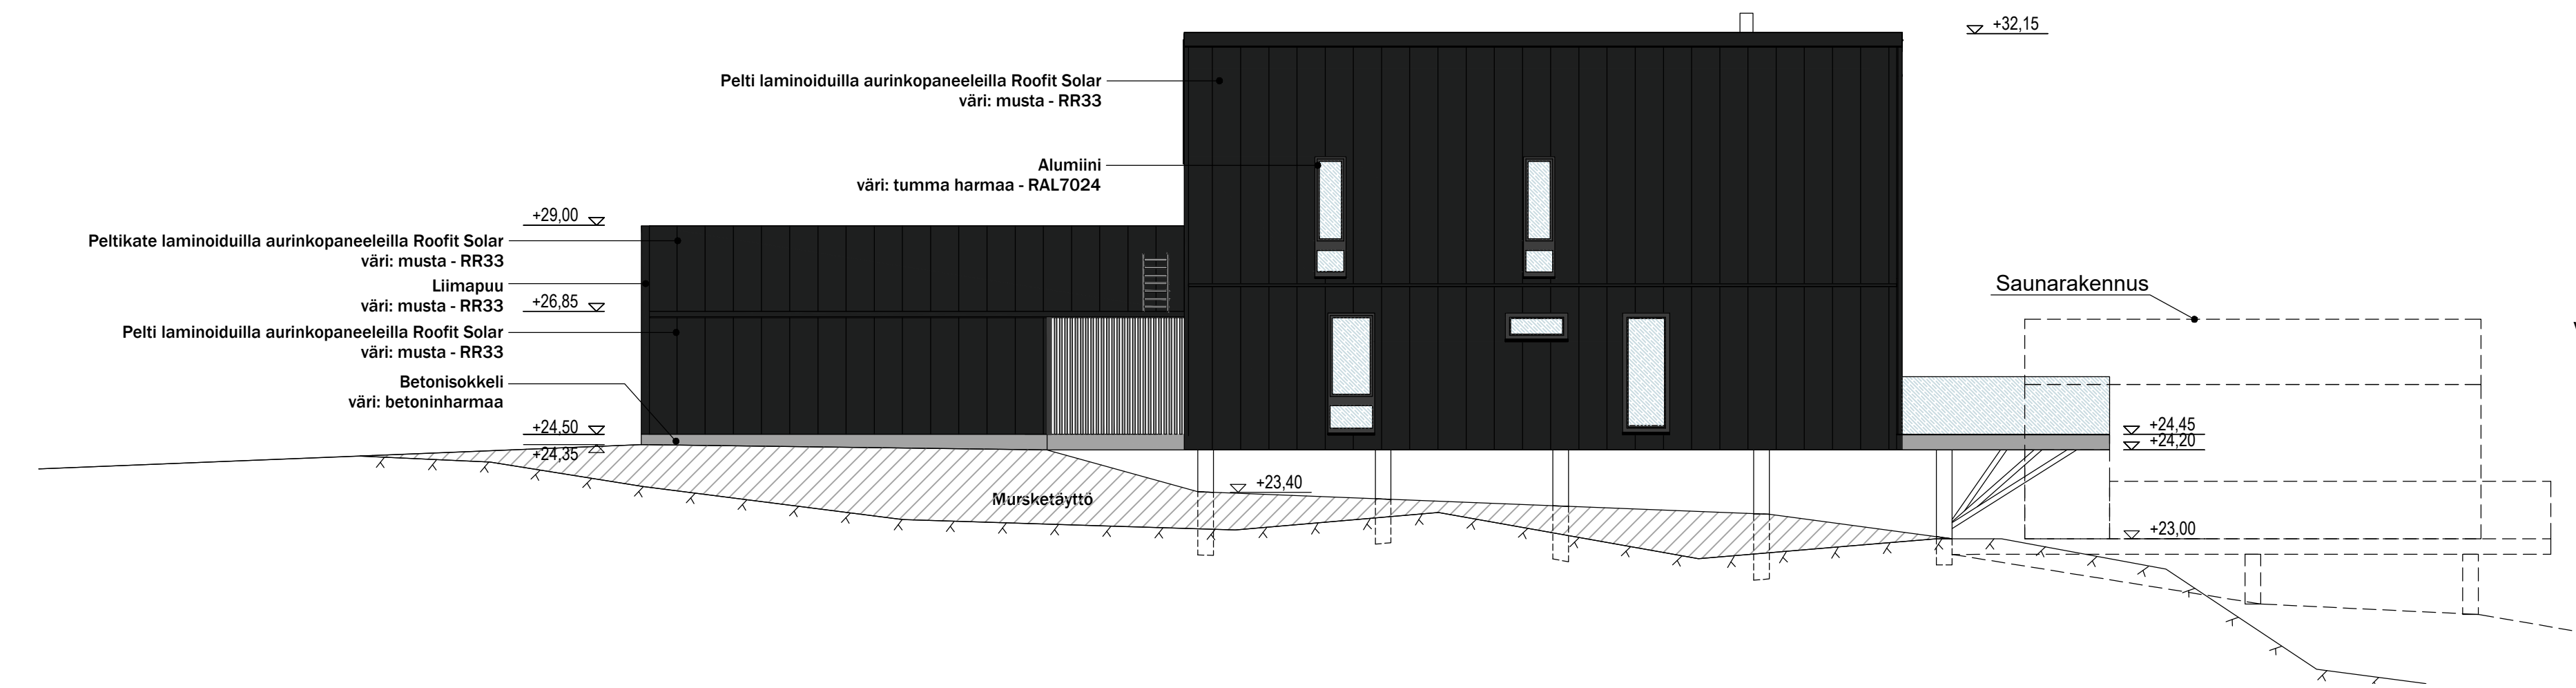 +32,15
Pelti laminoiduilla aurinkopaneeleilla Roofit Solar
väri: musta - RR33
Alumiini
väri: tumma harmaa - RAL7024
+29,00
Peltikate laminoiduilla aurinkopaneeleilla Roofit Solar
väri: musta - RR33
Liimapuu
väri: musta - RR33
+26,85
Pelti laminoiduilla aurinkopaneeleilla Roofit Solar
väri: musta - RR33
Betonisokkeli
väri: betoninharmaa
+24,50
+24,35
Saunarakennus
+24,45
+24,20
+23,40
Mursketäyttö
+23,00